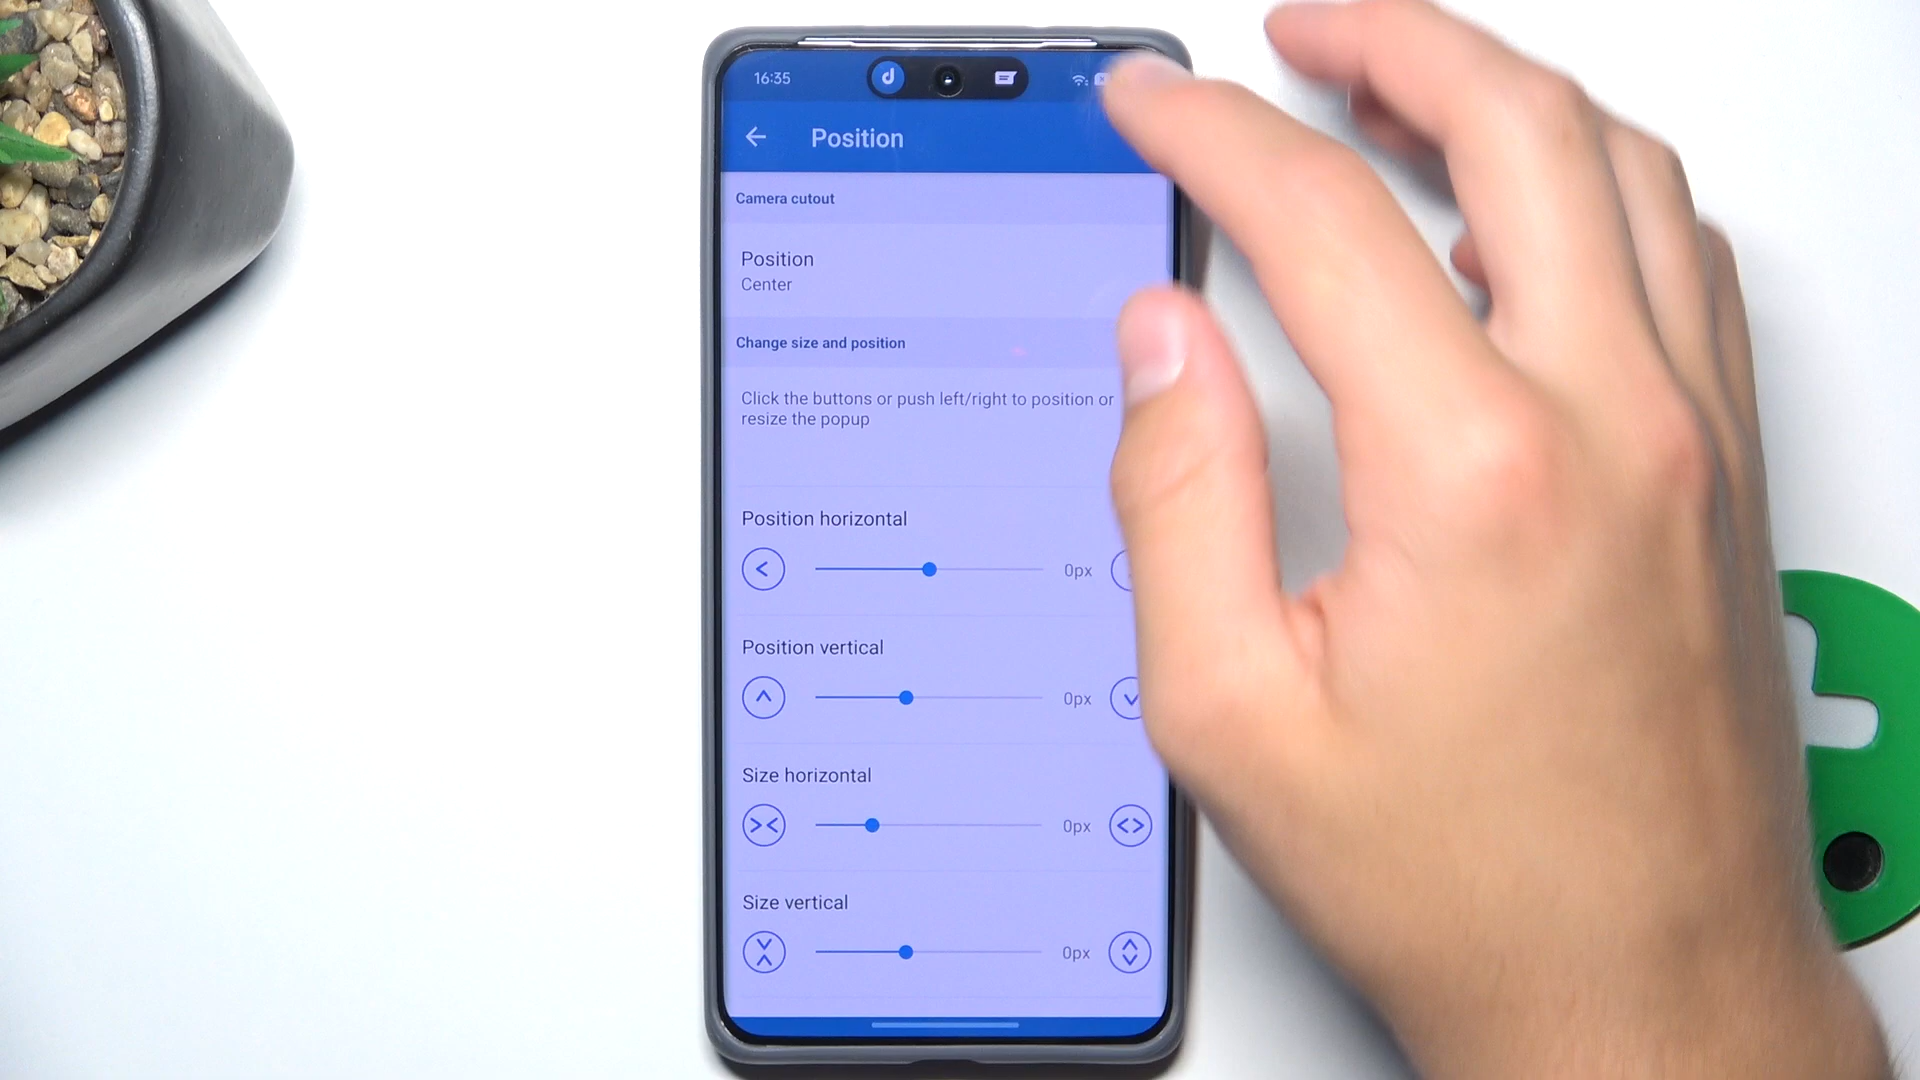 16:35
Position
Camera cutout
Position
Center
Change size and position
Click the buttons or push left/right to position or
resize the popup
Position horizontal
0px
Position vertical
0px
Size horizontal
0px
Size vertical
0px